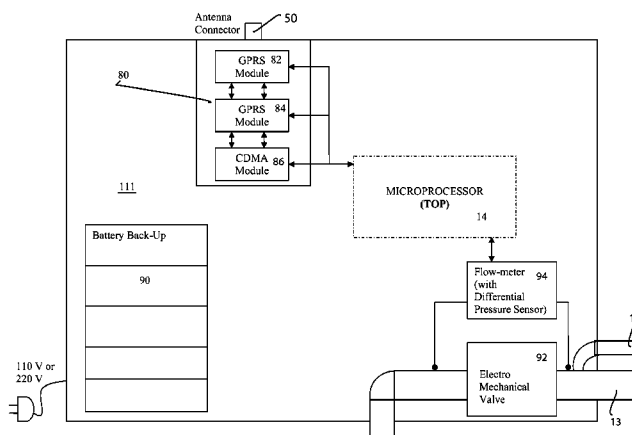 Antenna
Connector
50
GPRS 82
Module
80
GPRS 84
Module
CDMA
Module 86
111
MICROPROCESSOR
(TOP)
14
Battery Back-Up
90
Flow-meter 94
(with
Differential
Pressure Sensor)
110 V or
220 V
92
Electro
Mechanical
Valve
13